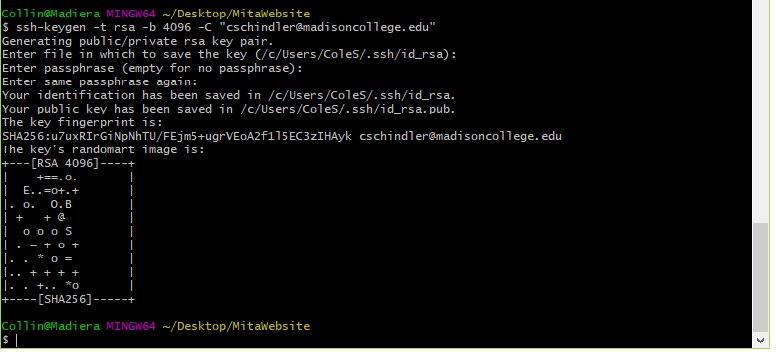 Collin@Madiera MINGW64 ~/Desktop/MitaWebsite
$ ssh-keygen -t rsa -b 4096 -C "cschindler@madisoncollege.edu"
Generating public/private rsa key pair.
Enter file in which to save the key (/c/Users/ColeS/.ssh/id_rsa):
Enter passphrase (empty for no passphrase):
Enter same passphrase again:
Your identification has been saved in /c/Users/ColeS/.ssh/id_rsa.
Your public key has been saved in /c/Users/ColeS/.ssh/id_rsa.pub.
The key fingerprint is:
SHA256:u7uxRIrGiNpNhTU/FEjm5+ugrVEoA2f1l5EC3zIHAyk cschindler@madisoncollege.edu
The key's randomart image is:
+---[RSA 4096]----+
|    +==.o.       |
|  E..=o+.+       |
|. o.  O.B        |
| +   + @         |
|  o o o S        |
| . = + o +       |
|. . * o =        |
|.. + + + +       |
|. . +.. *o       |
+----[SHA256]-----+
Collin@Madiera MINGW64 ~/Desktop/MitaWebsite
$